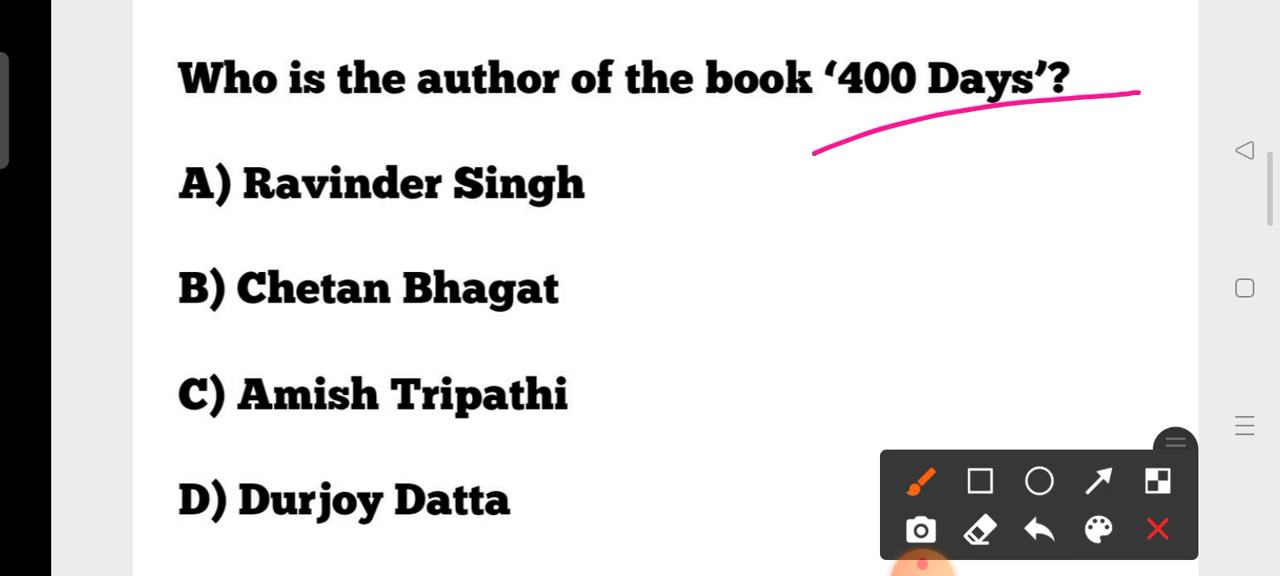 Who is the author of the book ‘400 Days’?
A) Ravinder Singh
B) Chetan Bhagat
C) Amish Tripathi
D) Durjoy Datta